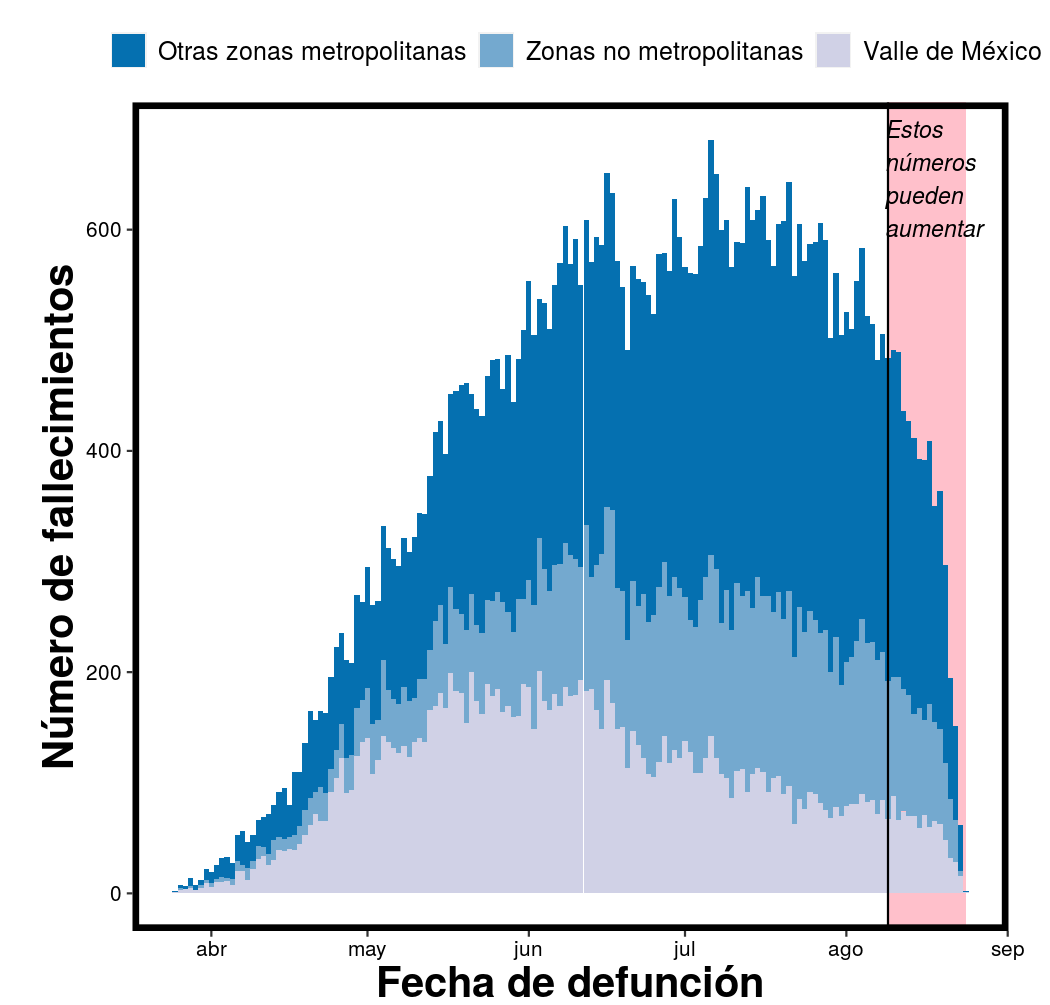 Otras zonas metropolitanas Zonas no metropolitanas Valle de México
Estos
números
pueden
aumentar
600
400
200
0
Número de fallecimientos
abr may jun jul ago sep
Fecha de defunción